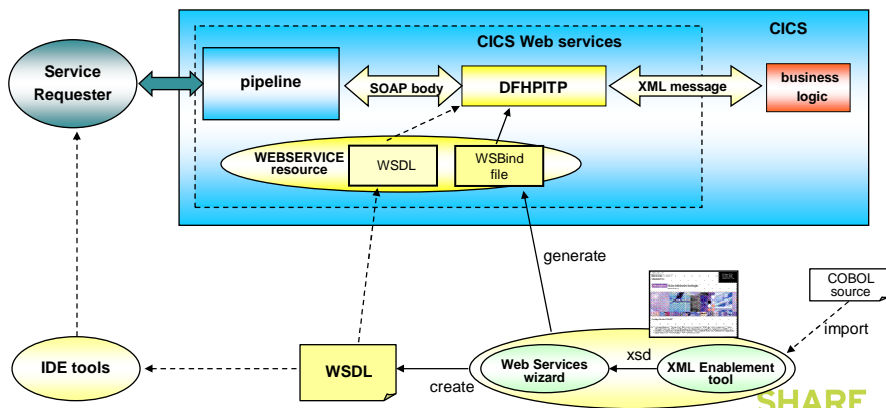 CICS Web services
CICS
Service
Requester
pipeline
SOAP body
DFHPITP
XML message
business
logic
WEBSERVICE
resource
WSDL
WSBind
file
generate
COBOL
source
import
IDE tools
WSDL
create
Web Services
wizard
xsd
XML Enablement
tool
SHARE